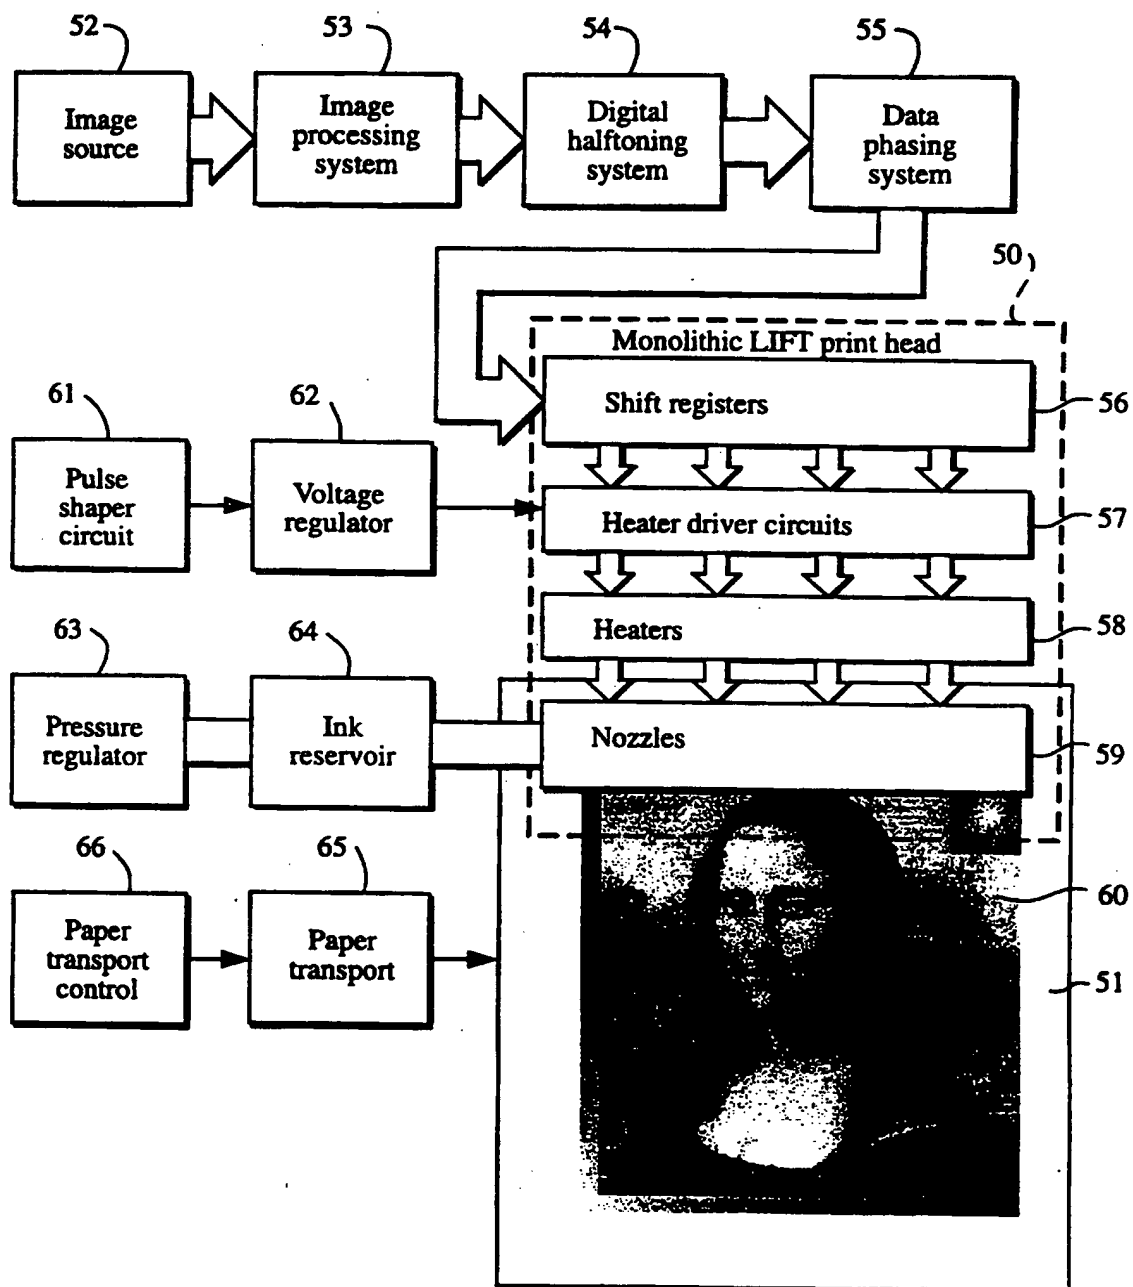 52
53
54
55
Image
source
Image
processing
system
Digital
halftoning
system
Data
phasing
system
50
Monolithic LIFT print head
Shift registers
56
61
62
Pulse
shaper
circuit
Voltage
regulator
Heater driver circuits
57
Heaters
58
63
64
Pressure
regulator
Ink
reservoir
Nozzles
59
66
65
Paper
transport
control
Paper
transport
60
51